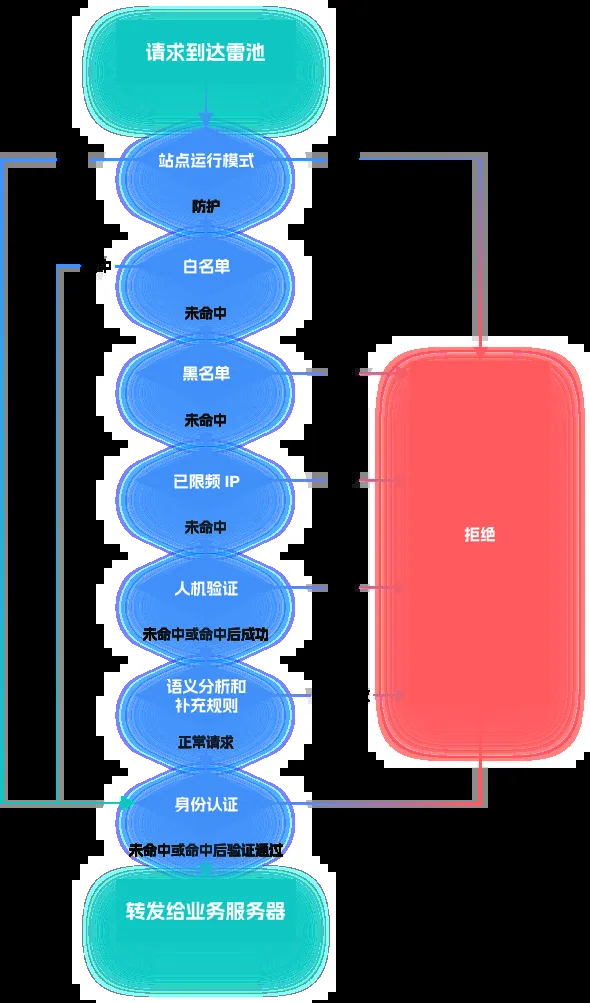 请求到达雷池
站点运行模式
防护
白名单
中
未命中
黑名单
未命中
已限频 IP
未命中
拒绝
人机验证
未命中或命中后成功
语义分析和
补充规则
正常请求
身份认证
未命中或命中后验证通过
转发给业务服务器